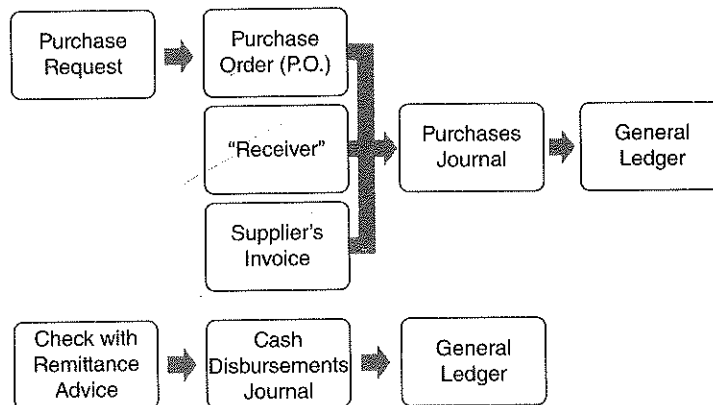 Purchase
Request
Purchase
Order (P.O.)
"Receiver"
Supplier's
Invoice
Purchases
Journal
General
Ledger
Check with
Remittance
Advice
Cash
Disbursements
Journal
General
Ledger